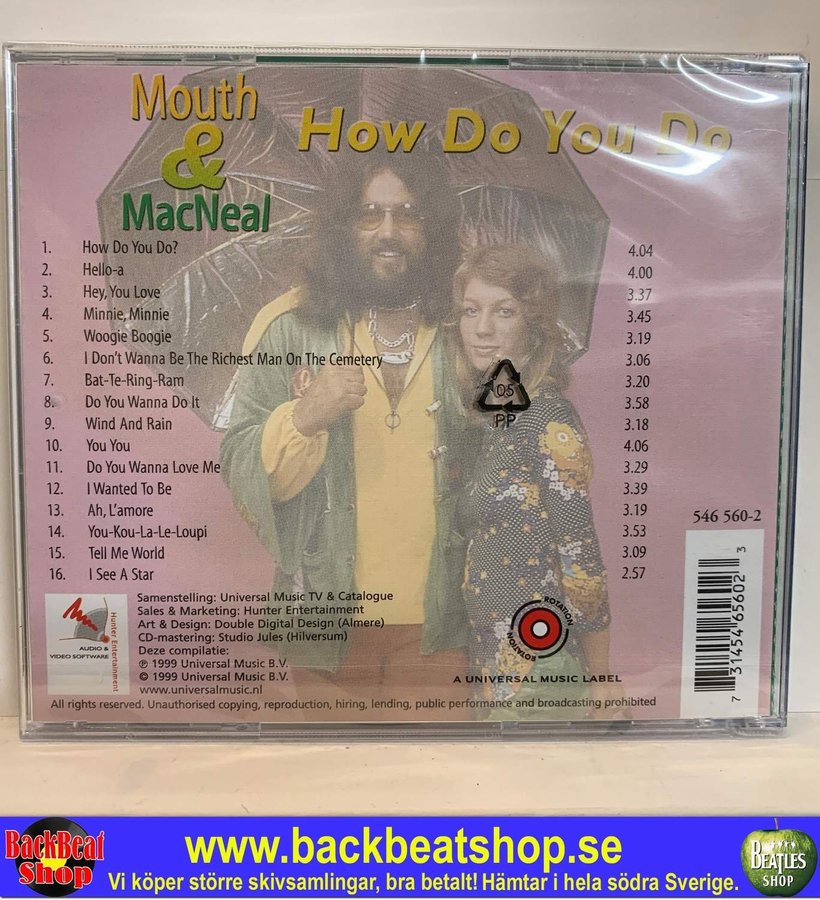 Mouth
&
MacNeal
How Do You Do
1. How Do You Do? 4.04
2. Hello-a 4.00
3. Hey, You Love 3.37
4. Minnie, Minnie 3.45
5. Woogie Boogie 3.19
6. I Don't Wanna Be The Richest Man On The Cemetery 3.06
7. Bat-Te-Ring-Ram 3.20
8. Do You Wanna Do It 3.58
9. Wind And Rain 3.18
10. You You 4.06
11. Do You Wanna Love Me 3.29
12. I Wanted To Be 3.39
13. Ah, L'amore 3.19
14. You-Kou-La-Le-Loupi 3.53
15. Tell Me World 3.09
16. I See A Star 2.57
05
PP
546 560-2
7 31454 65602 3
AUDIO &
VIDEO SOFTWARE
Hunter Entertainment
Samenstelling: Universal Music TV & Catalogue
Sales & Marketing: Hunter Entertainment
Art & Design: Double Digital Design (Almere)
CD-mastering: Studio Jules (Hilversum)
Deze compilatie:
℗ 1999 Universal Music B.V.
© 1999 Universal Music B.V.
www.universalmusic.nl
ROTATION
ROTATION
A UNIVERSAL MUSIC LABEL
All rights reserved. Unauthorised copying, reproduction, hiring, lending, public performance and broadcasting prohibited
BackBeat
Shop
www.backbeatshop.se
Vi köper större skivsamlingar, bra betalt! Hämtar i hela södra Sverige.
BEATLES
SHOP